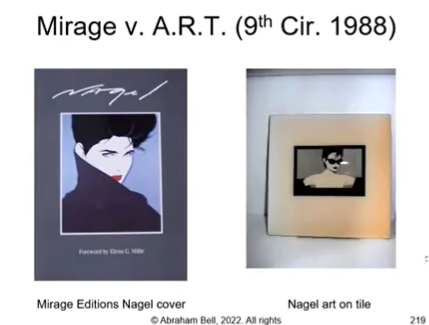 Mirage v. A.R.T. (9th Cir. 1988)
Nagel
Foreword by Elena G. Millie
Mirage Editions Nagel cover
Nagel art on tile
© Abraham Bell, 2022. All rights
219